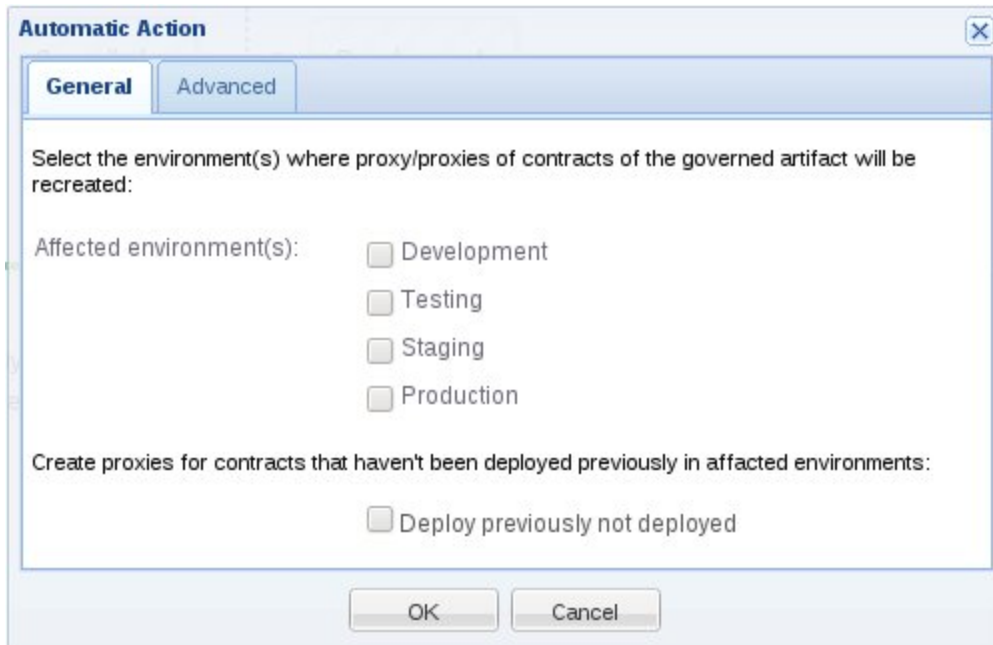 Automatic Action
General Advanced
Select the environment(s) where proxy/proxies of contracts of the governed artifact will be
recreated:
Affected environment(s): Development
Testing
Staging
Production
Create proxies for contracts that haven't been deployed previously in affacted environments:
Deploy previously not deployed
OK Cancel